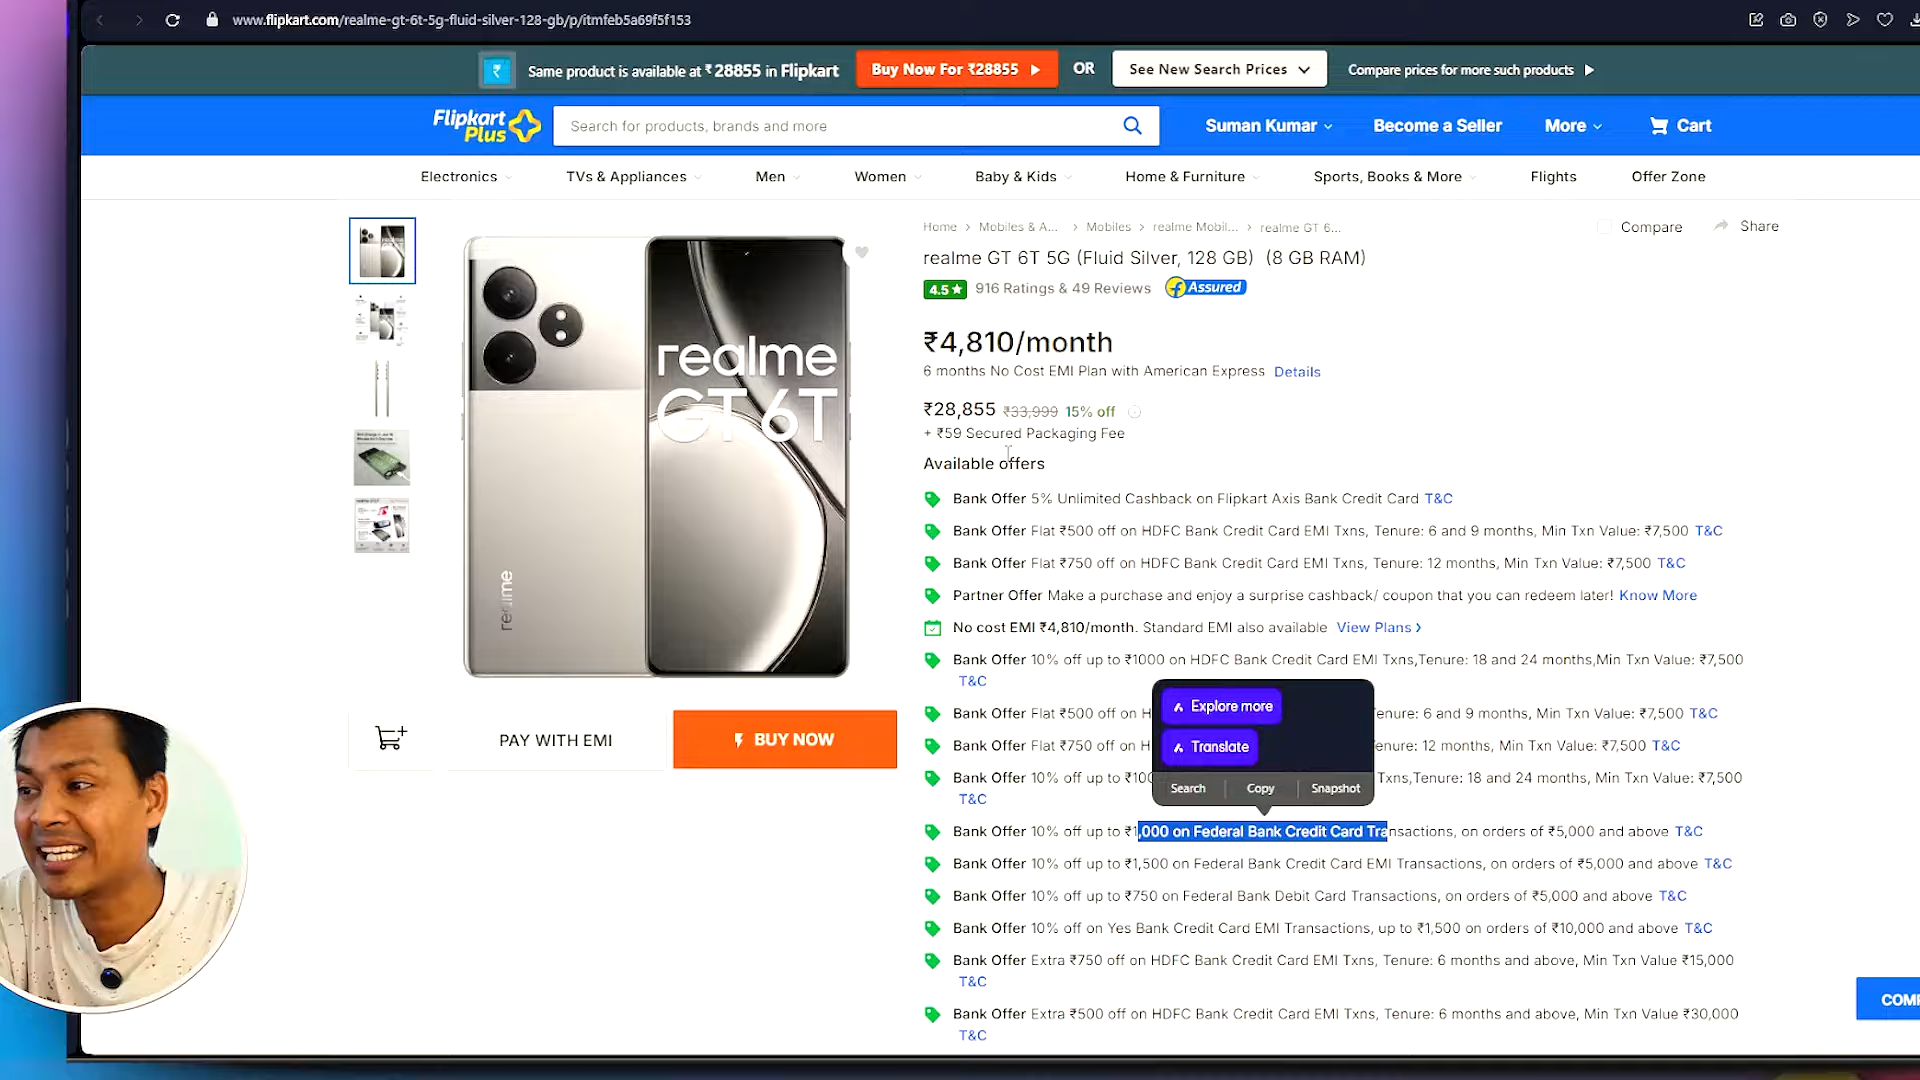 www.flipkart.com/realme-gt-6t-5g-fluid-silver-128-gb/p/itmfeb5a69f5f153
Same product is available at ₹28855 in Flipkart
Buy Now For ₹28855
OR
See New Search Prices
Compare prices for more such products
Flipkart
Plus
Search for products, brands and more
Suman Kumar
Become a Seller
More
Cart
Electronics
TVs & Appliances
Men
Women
Baby & Kids
Home & Furniture
Sports, Books & More
Flights
Offer Zone
Home
Mobiles & A...
Mobiles
realme Mobil...
realme GT 6...
Compare
Share
realme GT 6T 5G (Fluid Silver, 128 GB) (8 GB RAM)
4.5★ 916 Ratings & 49 Reviews
Assured
₹4,810/month
6 months No Cost EMI Plan with American Express Details
₹28,855 ₹33,999 15% off
+ ₹59 Secured Packaging Fee
Available offers
Bank Offer 5% Unlimited Cashback on Flipkart Axis Bank Credit Card T&C
Bank Offer Flat ₹500 off on HDFC Bank Credit Card EMI Txns, Tenure: 6 and 9 months, Min Txn Value: ₹7,500 T&C
Bank Offer Flat ₹750 off on HDFC Bank Credit Card EMI Txns, Tenure: 12 months, Min Txn Value: ₹7,500 T&C
Partner Offer Make a purchase and enjoy a surprise cashback/ coupon that you can redeem later! Know More
No cost EMI ₹4,810/month. Standard EMI also available View Plans
Bank Offer 10% off up to ₹1000 on HDFC Bank Credit Card EMI Txns,Tenure: 18 and 24 months,Min Txn Value: ₹7,500
T&C
Bank Offer Flat ₹500 off on H
enure: 6 and 9 months, Min Txn Value: ₹7,500 T&C
Bank Offer Flat ₹750 off on H
enure: 12 months, Min Txn Value: ₹7,500 T&C
Bank Offer 10% off up to ₹100
Txns,Tenure: 18 and 24 months, Min Txn Value: ₹7,500
T&C
Explore more
Translate
Search
Copy
Snapshot
Bank Offer 10% off up to ₹1,000 on Federal Bank Credit Card Transactions, on orders of ₹5,000 and above T&C
Bank Offer 10% off up to ₹1,500 on Federal Bank Credit Card EMI Transactions, on orders of ₹5,000 and above T&C
Bank Offer 10% off up to ₹750 on Federal Bank Debit Card Transactions, on orders of ₹5,000 and above T&C
Bank Offer 10% off on Yes Bank Credit Card EMI Transactions, up to ₹1,500 on orders of ₹10,000 and above T&C
Bank Offer Extra ₹750 off on HDFC Bank Credit Card EMI Txns, Tenure: 6 months and above, Min Txn Value: ₹15,000
T&C
Bank Offer Extra ₹500 off on HDFC Bank Credit Card EMI Txns, Tenure: 6 months and above, Min Txn Value: ₹30,000
T&C
realme
GT 6T
realme
PAY WITH EMI
BUY NOW
COMP